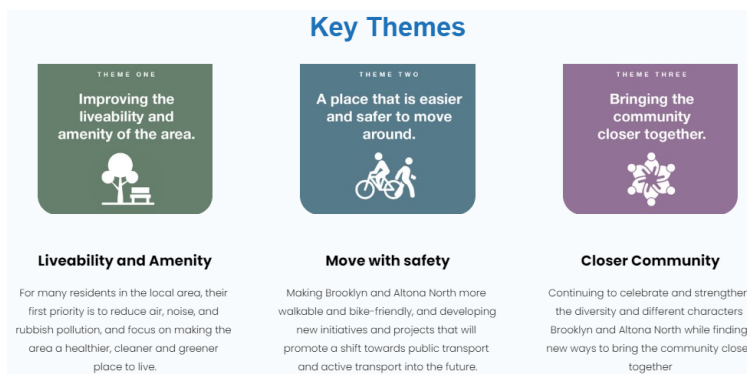 Key Themes
THEME ONE
Improving the
liveability and
amenity of the area.
THEME TWO
A place that is easier
and safer to move
around.
THEME THREE
Bringing the
community
closer together.
Liveability and Amenity
For many residents in the local area, their
first priority is to reduce air, noise, and
rubbish pollution, and focus on making the
area a healthier, cleaner and greener
place to live.
Move with safety
Making Brooklyn and Altona North more
walkable and bike-friendly, and developing
new initiatives and projects that will
promote a shift towards public transport
and active transport into the future.
Closer Community
Continuing to celebrate and strengthen
the diversity and different characters
Brooklyn and Altona North while finding
new ways to bring the community close
together